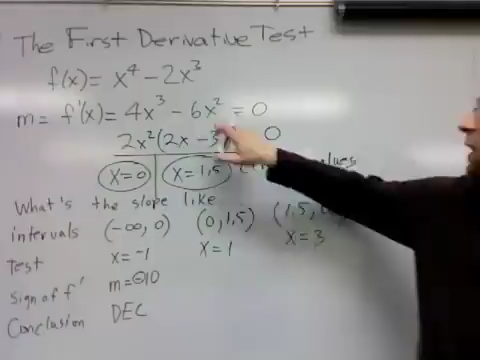 The First Derivative Test
f(x) = x⁴ - 2x³
m = f'(x) = 4x³ - 6x² = 0
2x²(2x - 3) 0
x=0 x=1,5
What's the slope like
intervals (-∞, 0) (0, 1,5) (1,5,
Test x=-1 x=1 x=3
Sign of f' m=⊖10
Conclusion DEC